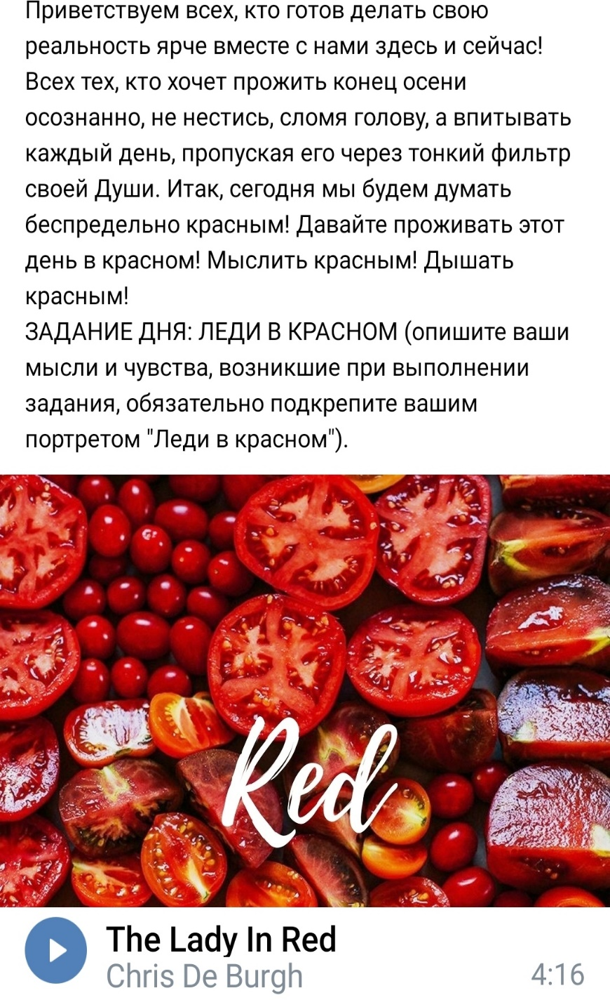 Приветствуем всех, кто готов делать свою
реальность ярче вместе с нами здесь и сейчас!
Всех тех, кто хочет прожить конец осени
осознанно, не нестись, сломя голову, а впитывать
каждый день, пропуская его через тонкий фильтр
своей Души. Итак, сегодня мы будем думать
беспредельно красным! Давайте проживать этот
день в красном! Мыслить красным! Дышать
красным!
ЗАДАНИЕ ДНЯ: ЛЕДИ В КРАСНОМ (опишите ваши
мысли и чувства, возникшие при выполнении
задания, обязательно подкрепите вашим
портретом "Леди в красном").
Red
The Lady In Red
Chris De Burgh 4:16